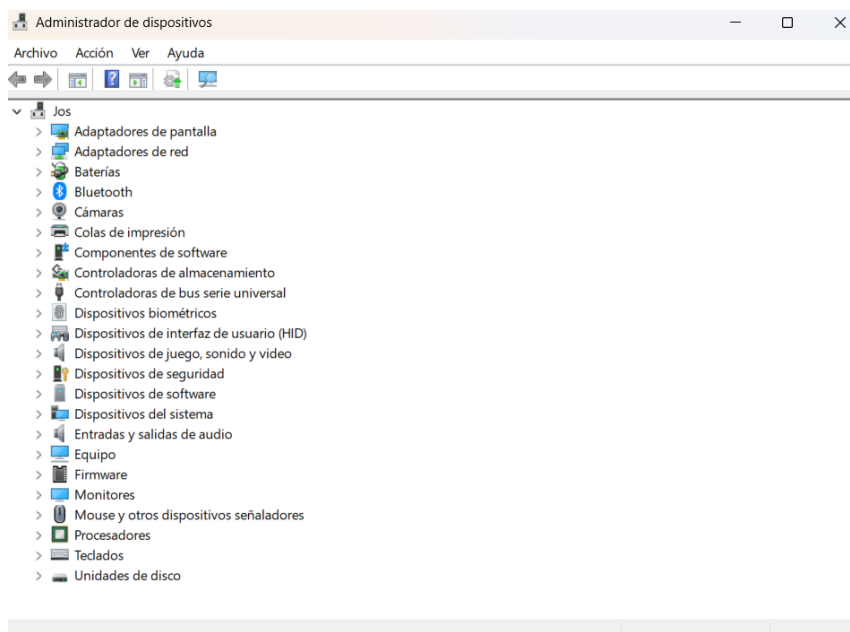 Administrador de dispositivos
Archivo Acción Ver Ayuda
Jos
Adaptadores de pantalla
Adaptadores de red
Baterías
Bluetooth
Cámaras
Colas de impresión
Componentes de software
Controladoras de almacenamiento
Controladoras de bus serie universal
Dispositivos biométricos
Dispositivos de interfaz de usuario (HID)
Dispositivos de juego, sonido y video
Dispositivos de seguridad
Dispositivos de software
Dispositivos del sistema
Entradas y salidas de audio
Equipo
Firmware
Monitores
Mouse y otros dispositivos señaladores
Procesadores
Teclados
Unidades de disco